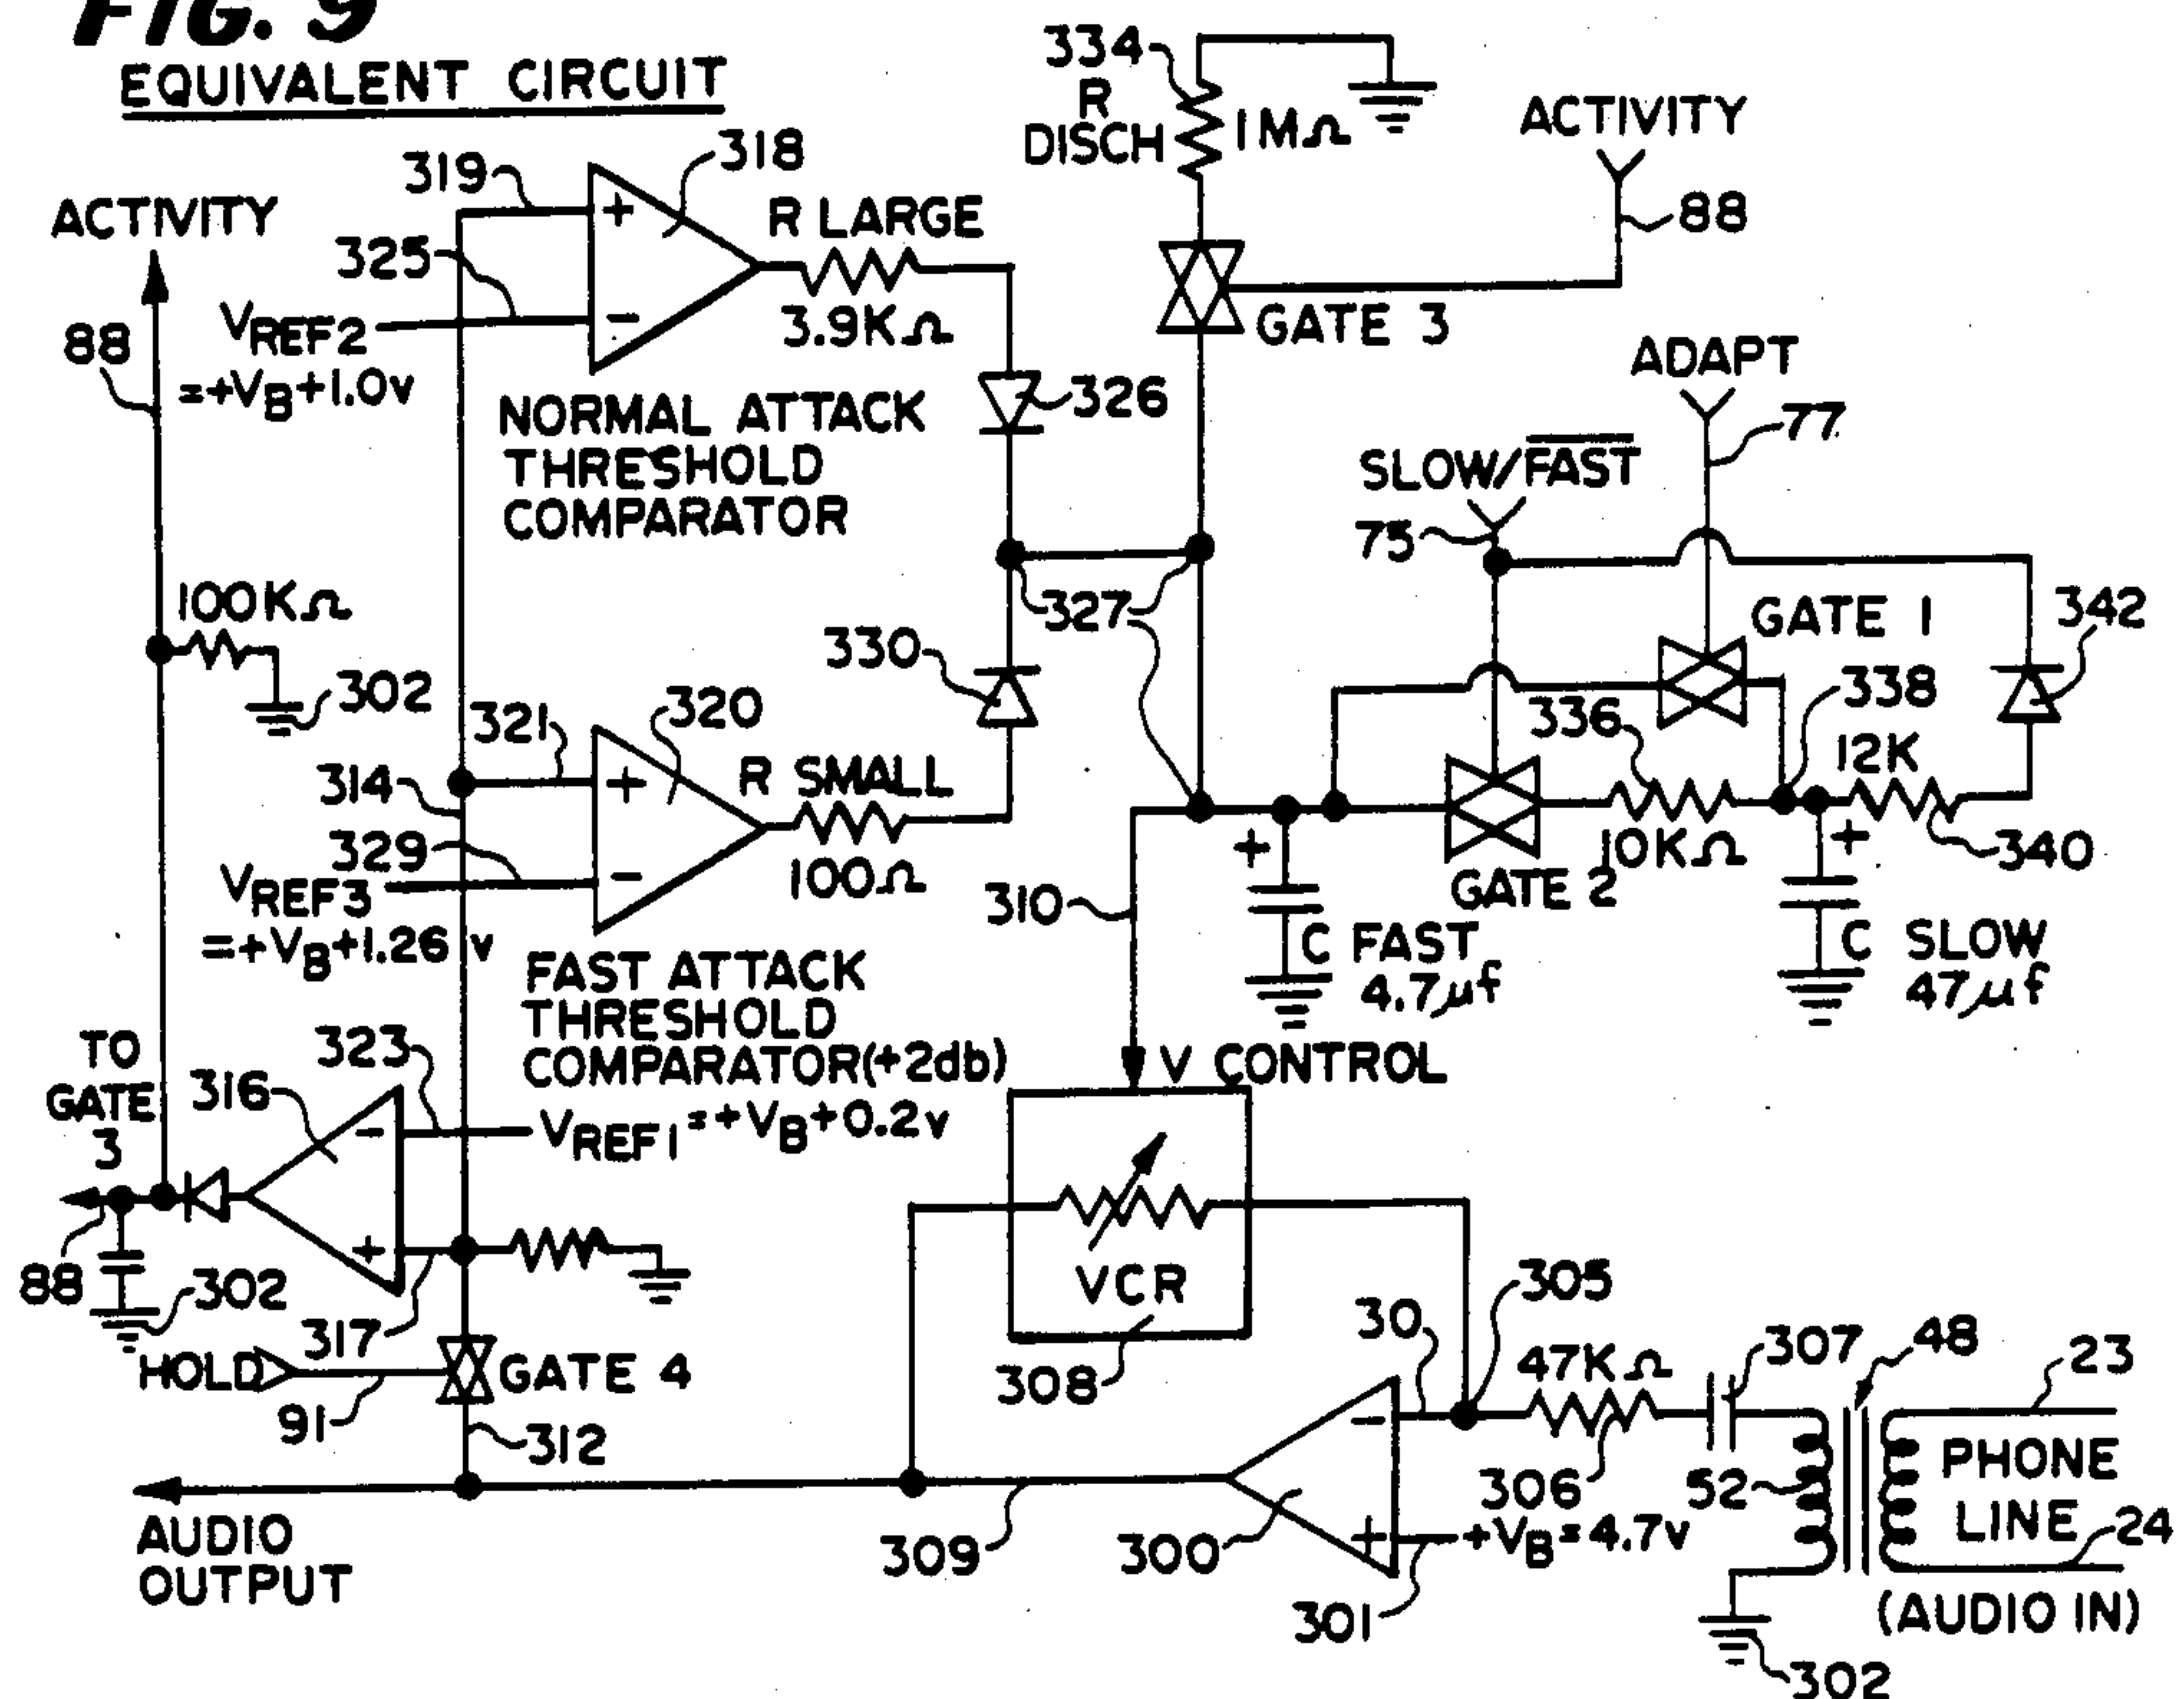 FIG. 9
EQUIVALENT CIRCUIT
334
R
DISCH
1MΩ
ACTIVITY
88
GATE 3
319
318
ACTIVITY
325
R LARGE
3.9KΩ
88
VREF2
=+VB+1.0v
NORMAL ATTACK
THRESHOLD
COMPARATOR
326
ADAPT
77
SLOW/F̅A̅S̅T̅
75
327
100KΩ
302
330
GATE 1
342
336
338
12K
321
320
314
R SMALL
329
100Ω
VREF3
=+VB+1.26 v
310
+
C FAST
4.7μf
GATE 2
10KΩ
+
340
C SLOW
47μf
FAST ATTACK
THRESHOLD
COMPARATOR(+2db)
TO
GATE
3
316
323
VREF1=+VB+0.2v
V CONTROL
VCR
308
88
302
317
HOLD
91
GATE 4
312
30
305
47KΩ
307
48
23
306
52
PHONE
LINE
24
(AUDIO IN)
302
AUDIO
OUTPUT
309
300
+VB=4.7v
301
+
−
+
−
−
+
−
+